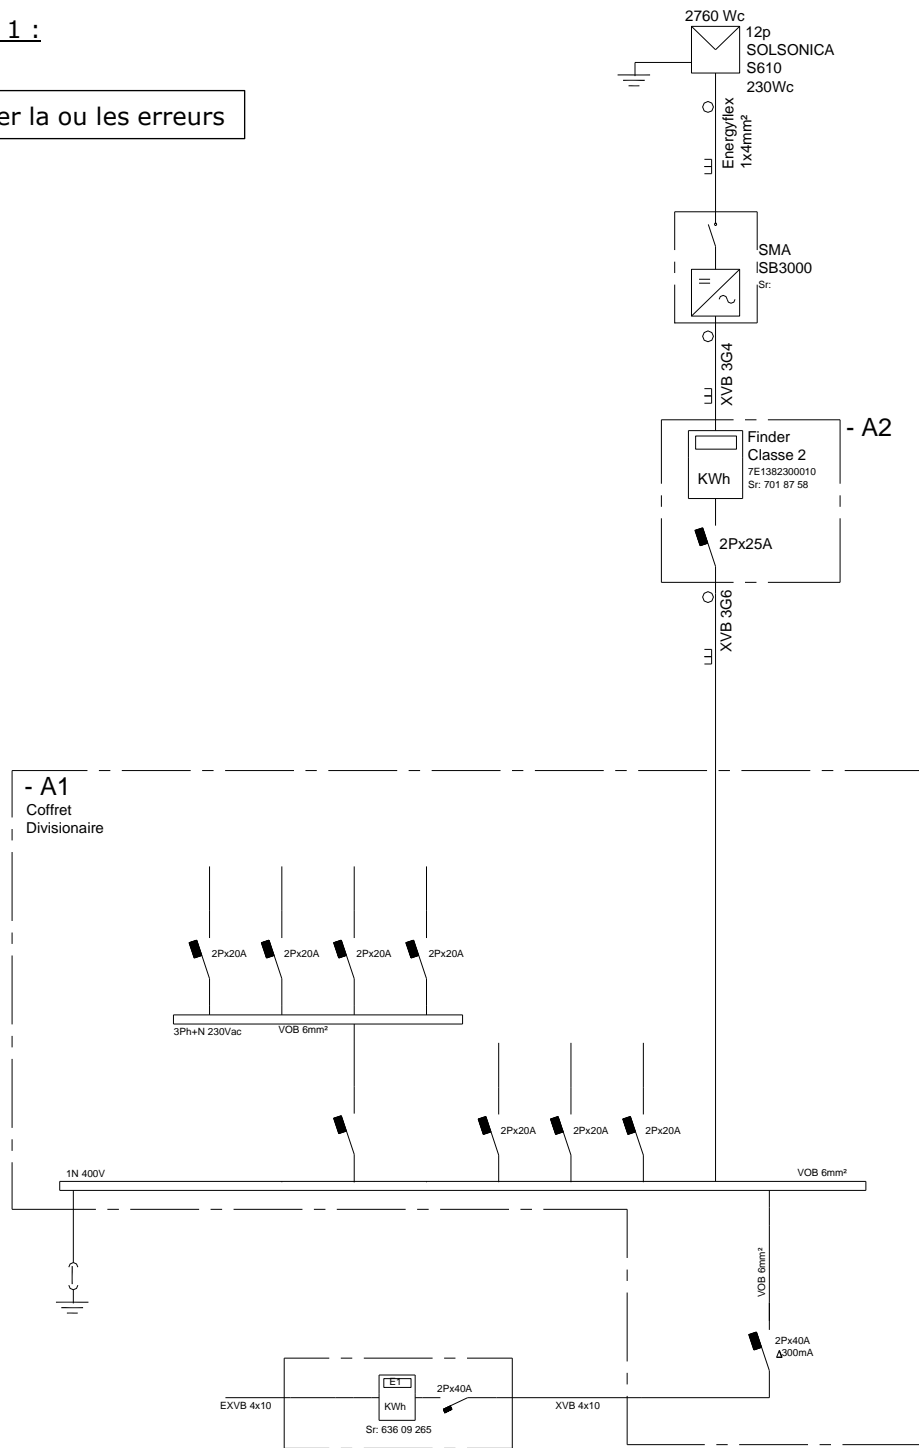 1 :
er la ou les erreurs
2760 Wc
12p
SOLSONICA
S610
230Wc
Energyflex
1x4mm²
SMA
SB3000
Sr:
XVB 3G4
- A2
Finder
Classe 2
7E1382300010
Sr: 701 87 58
KWh
2Px25A
XVB 3G6
- A1
Coffret
Divisionaire
2Px20A
2Px20A
2Px20A
2Px20A
3Ph+N 230Vac
VOB 6mm²
2Px20A
2Px20A
2Px20A
1N 400V
VOB 6mm²
VOB 6mm²
2Px40A
Δ300mA
E1
KWh
2Px40A
EXVB 4x10
XVB 4x10
Sr: 636 09 265